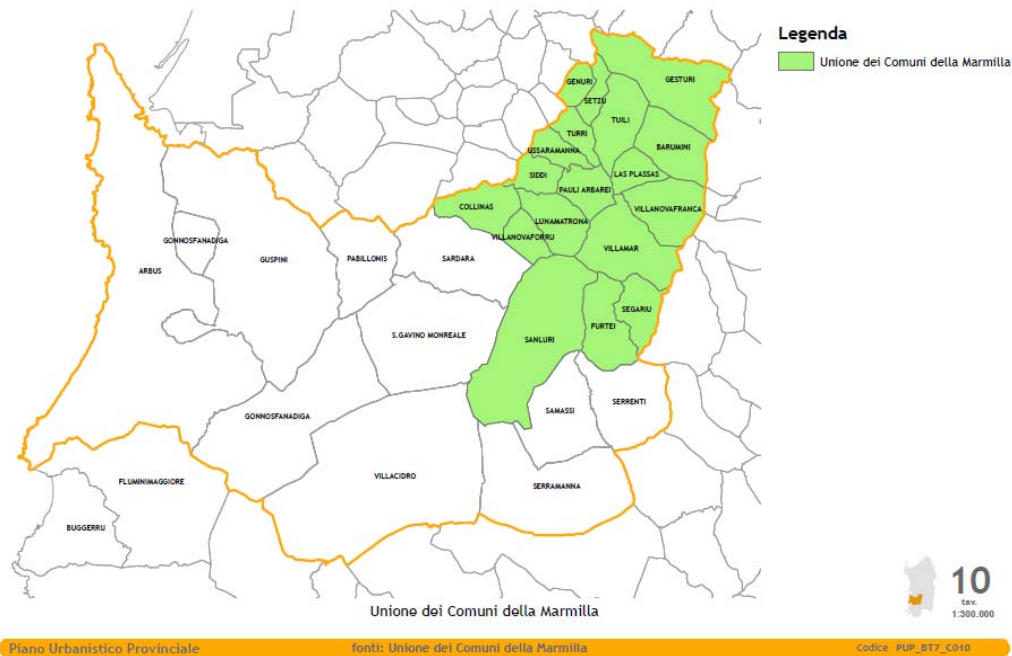 Legenda
Unione dei Comuni della Marmilla
GESTURI
GENURI
SETZU
TUILI
TURRI
BARUMINI
USSARAMANNA
SIDDI
LAS PLASSAS
PAULI ARBAREI
COLLINAS
VILLANOVAFRANCA
LUNAMATRONA
VILLANOVAFORRU
GONNOSFANADIGA
VILLAMAR
GUSPINI
PABILLONIS
SARDARA
ARBUS
SEGARIU
FURTEI
S.GAVINO MONREALE
SANLURI
SERRENTI
SAMASSI
GONNOSFANADIGA
VILLACIDRO
FLUMINIMAGGIORE
SERRAMANNA
BUGGERRU
10
tav.
1:300.000
Unione dei Comuni della Marmilla
Piano Urbanistico Provinciale fonti: Unione dei Comuni della Marmilla Codice PUP_BT7_C010